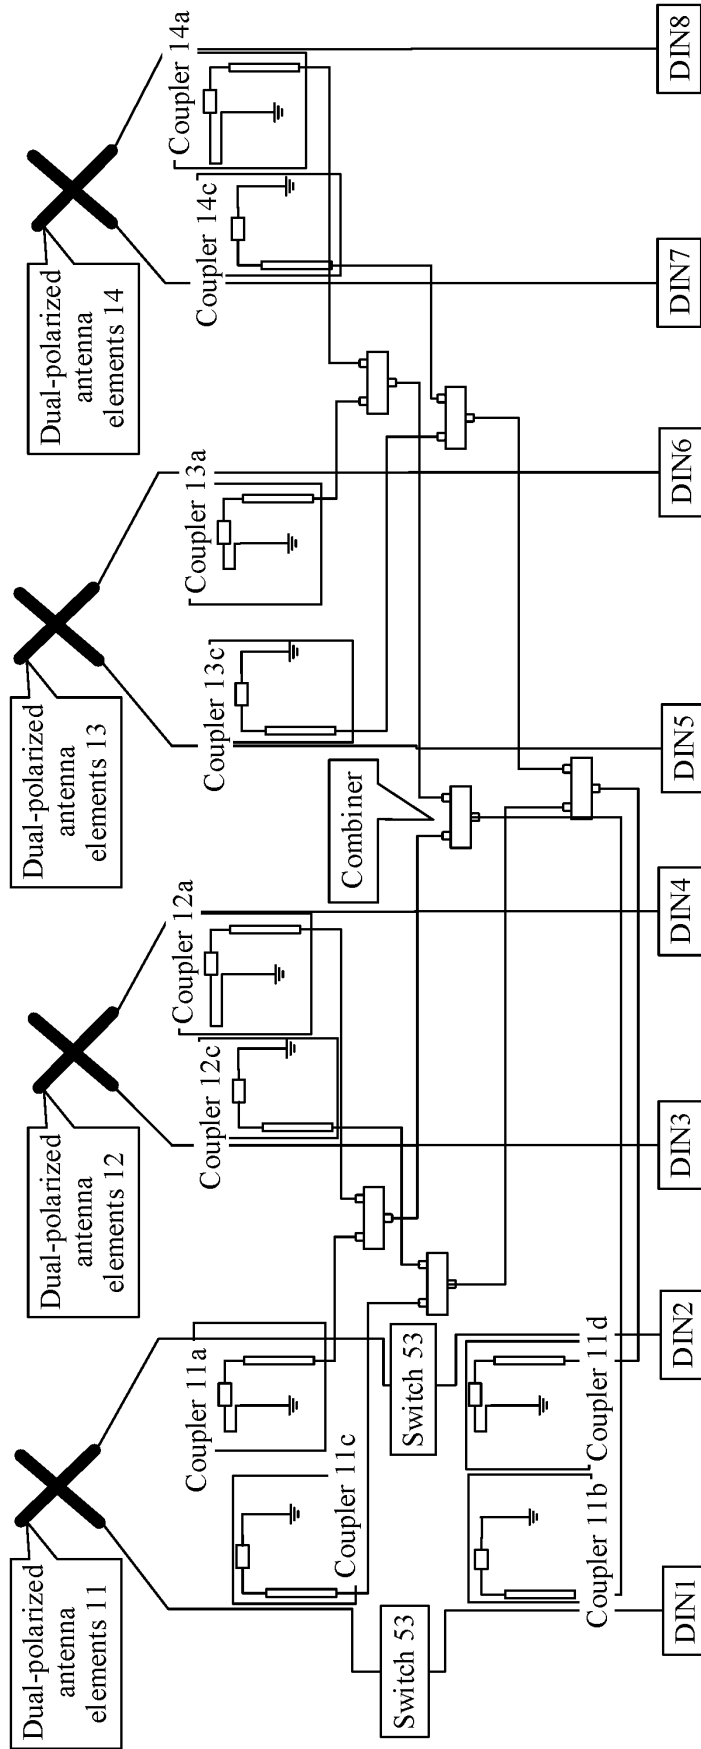 Dual-polarized
antenna
elements 11
Dual-polarized
antenna
elements 12
Dual-polarized
antenna
elements 13
Dual-polarized
antenna
elements 14
Coupler 11a
Coupler 11c
Coupler 12c
Coupler 12a
Coupler 13c
Coupler 13a
Coupler 14c
Coupler 14a
Combiner
Switch 53
Switch 53
Coupler 11b
Coupler 11d
DIN1
DIN2
DIN3
DIN4
DIN5
DIN6
DIN7
DIN8